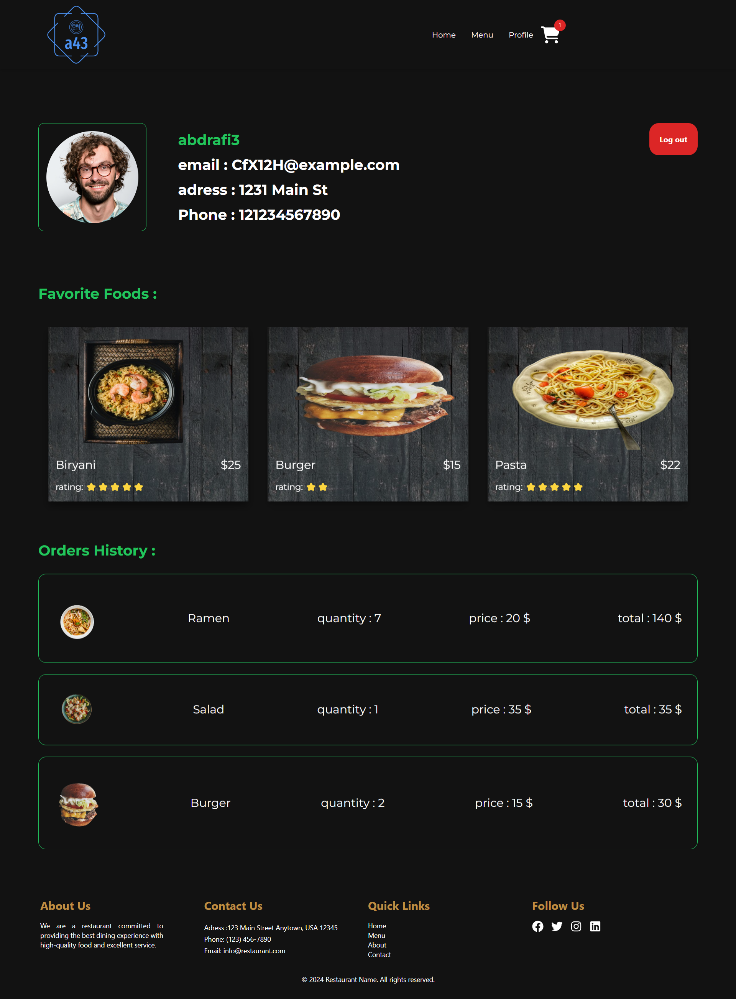 a43
Home Menu Profile 1
abdrafi3
Log out
email : CfX12H@example.com
adress : 1231 Main St
Phone : 121234567890
Favorite Foods :
Biryani $25
rating:
Burger $15
rating:
Pasta $22
rating:
Orders History :
Ramen quantity : 7 price : 20 $ total : 140 $
Salad quantity : 1 price : 35 $ total : 35 $
Burger quantity : 2 price : 15 $ total : 30 $
About Us
We are a restaurant committed to
providing the best dining experience with
high-quality food and excellent service.
Contact Us
Adress :123 Main Street Anytown, USA 12345
Phone: (123) 456-7890
Email: info@restaurant.com
Quick Links
Home
Menu
About
Contact
Follow Us
© 2024 Restaurant Name. All rights reserved.